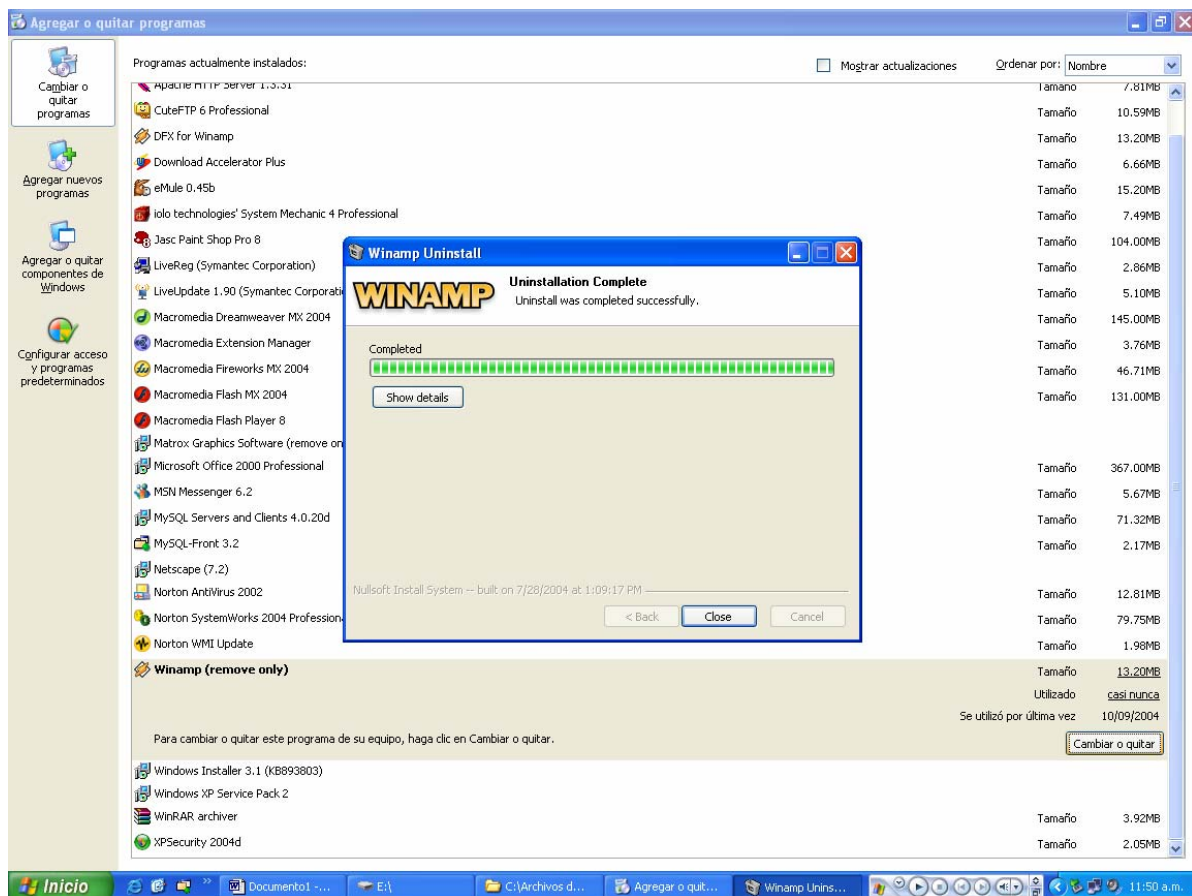 Agregar o quitar programas
Cambiar o
quitar
programas
Agregar nuevos
programas
Agregar o quitar
componentes de
Windows
Configurar acceso
y programas
predeterminados
Programas actualmente instalados:
Mostrar actualizaciones
Ordenar por: Nombre
Apache HTTP Server 1.3.31 Tamaño 7.81MB
CuteFTP 6 Professional Tamaño 10.59MB
DFX for Winamp Tamaño 13.20MB
Download Accelerator Plus Tamaño 6.66MB
eMule 0.45b Tamaño 15.20MB
iolo technologies' System Mechanic 4 Professional Tamaño 7.49MB
Jasc Paint Shop Pro 8 Tamaño 104.00MB
LiveReg (Symantec Corporation) Tamaño 2.86MB
LiveUpdate 1.90 (Symantec Corporati Tamaño 5.10MB
Macromedia Dreamweaver MX 2004 Tamaño 145.00MB
Macromedia Extension Manager Tamaño 3.76MB
Macromedia Fireworks MX 2004 Tamaño 46.71MB
Macromedia Flash MX 2004 Tamaño 131.00MB
Macromedia Flash Player 8
Matrox Graphics Software (remove on
Microsoft Office 2000 Professional Tamaño 367.00MB
MSN Messenger 6.2 Tamaño 5.67MB
MySQL Servers and Clients 4.0.20d Tamaño 71.32MB
MySQL-Front 3.2 Tamaño 2.17MB
Netscape (7.2)
Norton AntiVirus 2002 Tamaño 12.81MB
Norton SystemWorks 2004 Profession Tamaño 79.75MB
Norton WMI Update Tamaño 1.98MB
Winamp (remove only) Tamaño 13.20MB
Utilizado casi nunca
Se utilizó por última vez 10/09/2004
Para cambiar o quitar este programa de su equipo, haga clic en Cambiar o quitar.
Cambiar o quitar
Windows Installer 3.1 (KB893803)
Windows XP Service Pack 2
WinRAR archiver Tamaño 3.92MB
XPSecurity 2004d Tamaño 2.05MB
Winamp Uninstall
WINAMP
Uninstallation Complete
Uninstall was completed successfully.
Completed
Show details
Nullsoft Install System -- built on 7/28/2004 at 1:09:17 PM
< Back Close Cancel
Inicio
Documento1 -...
E:\
C:\Archivos d...
Agregar o quit...
Winamp Unins...
11:50 a.m.